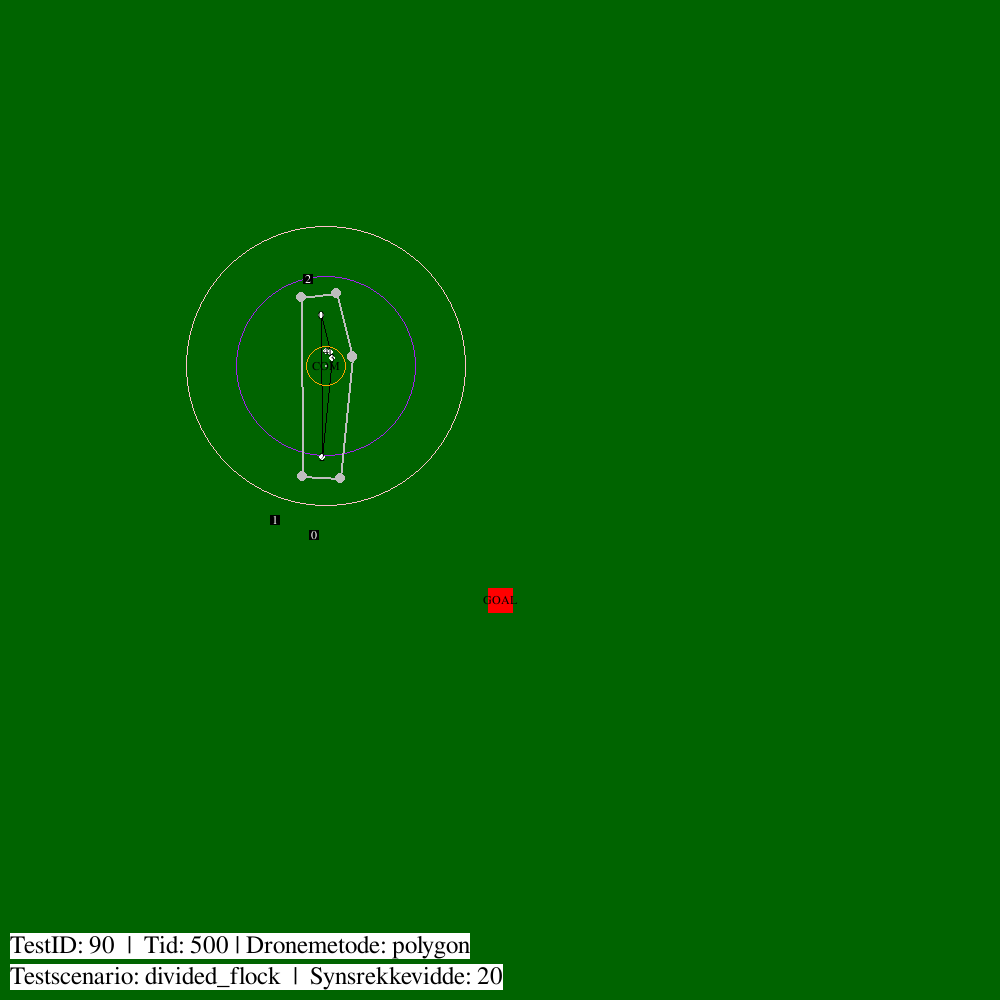 2
COM
1
0
GOAL
TestID: 90 | Tid: 500 | Dronemetode: polygon
Testscenario: divided_flock | Synsrekkevidde: 20